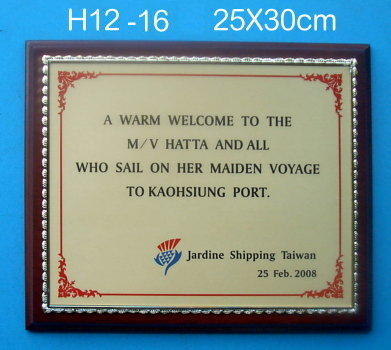 H12 -16 25X30cm
A WARM WELCOME TO THE
M/V HATTA AND ALL
WHO SAIL ON HER MAIDEN VOYAGE
TO KAOHSIUNG PORT.
Jardine Shipping Taiwan
25 Feb. 2008